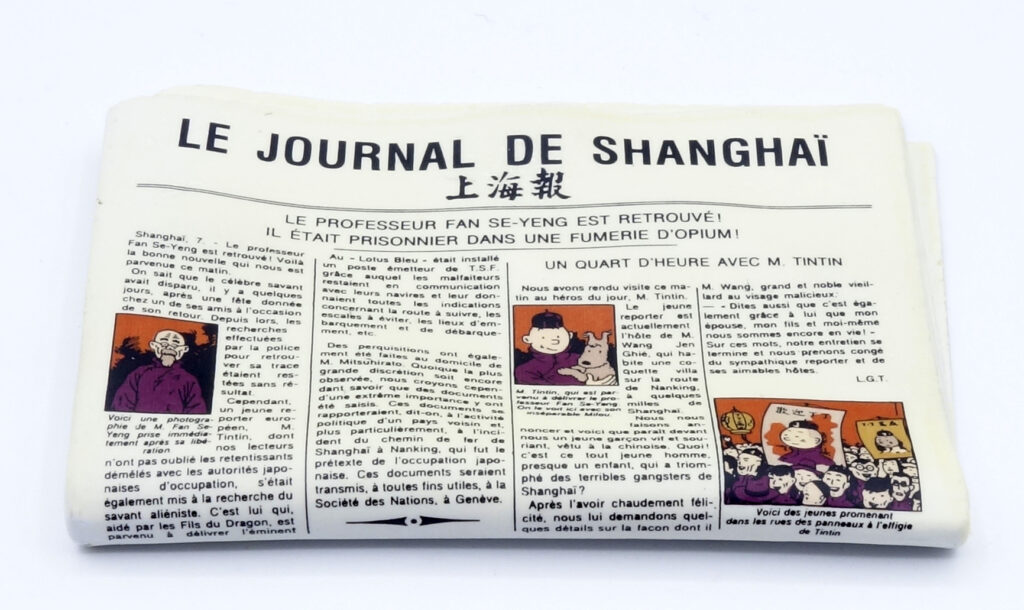 LE JOURNAL DE SHANGHAÏ
上海報
LE PROFESSEUR FAN SE-YENG EST RETROUVÉ!
IL ÉTAIT PRISONNIER DANS UNE FUMERIE D'OPIUM!
Shanghaï, 7. - Le professeur
Fan Se-Yeng est retrouvé! Voilà
la bonne nouvelle qui nous est
parvenue ce matin.
On sait que le célèbre savant
avait disparu, il y a quelques
jours, après une fête donnée
chez un de ses amis à l'occasion
de son retour. Depuis lors, les
recherches
effectuées
par la police
pour retrou-
ver sa trace
étaient res-
tées sans ré-
sultat.
Cependant,
un jeune re-
porter euro-
péen, M.
Tintin, dont
nos lecteurs
Voici une photogra-
phie de M. Fan Se-
Yeng prise immédia-
tement après sa libé-
ration
n'ont pas oublié les retentissants
démêlés avec les autorités japo-
naises d'occupation, s'était
également mis à la recherche du
savant aliéniste. C'est lui qui,
aidé par les Fils du Dragon, est
parvenu à délivrer l'éminent
Au - Lotus Bleu - était installé
un poste émetteur de T.S.F.
grâce auquel les malfaiteurs
restaient en communication
avec leurs navires et leur don-
naient toutes les indications
concernant la route à suivre, les
escales à éviter, les lieux d'em-
barquement et de débarque-
ment, etc.
Des perquisitions ont égale-
ment été faites au domicile de
M. Mitsuhirato. Quoique la plus
grande discrétion soit encore
observée, nous croyons cepen-
dant savoir que des documents
d'une extrême importance y ont
été saisis. Ces documents se
rapporteraient, dit-on, à l'activité
politique d'un pays voisin et,
plus particulièrement, à l'inci-
dent du chemin de fer de
Shanghaï à Nanking, qui fut le
prétexte de l'occupation japo-
naise. Ces documents seraient
transmis, à toutes fins utiles, à la
Société des Nations, à Genève.
UN QUART D'HEURE AVEC M. TINTIN
Nous avons rendu visite ce ma-
tin au héros du jour, M. Tintin.
Le jeune
reporter est
actuellement
l'hôte de M.
Wang Jen
Ghié, qui ha-
bite une co-
quette villa
sur la route
de Nanking,
à quelques
milles de
Shanghaï.
Nous nous
faisons an-
M. Tintin, qui est par-
venu à délivrer le pro-
fesseur Fan Se-Yeng.
On le voit ici avec son
inséparable Milou.
noncer et voici que paraît devant
nous un jeune garçon vif et sou-
riant, vêtu à la chinoise. Quoi!
c'est ce tout jeune homme,
presque un enfant, qui a triom-
phé des terribles gangsters de
Shanghaï?
Après l'avoir chaudement féli-
cité, nous lui demandons quel-
ques détails sur la façon dont il
M. Wang, grand et noble vieil-
lard au visage malicieux.
— - Dites aussi que c'est éga-
lement grâce à lui que mon
épouse, mon fils et moi-même
nous sommes encore en vie! -
Sur ces mots, notre entretien se
termine et nous prenons congé
du sympathique reporter et de
ses aimables hôtes.
L.G.T.
Voici des jeunes promenant
dans les rues des panneaux à l'effigie
de Tintin